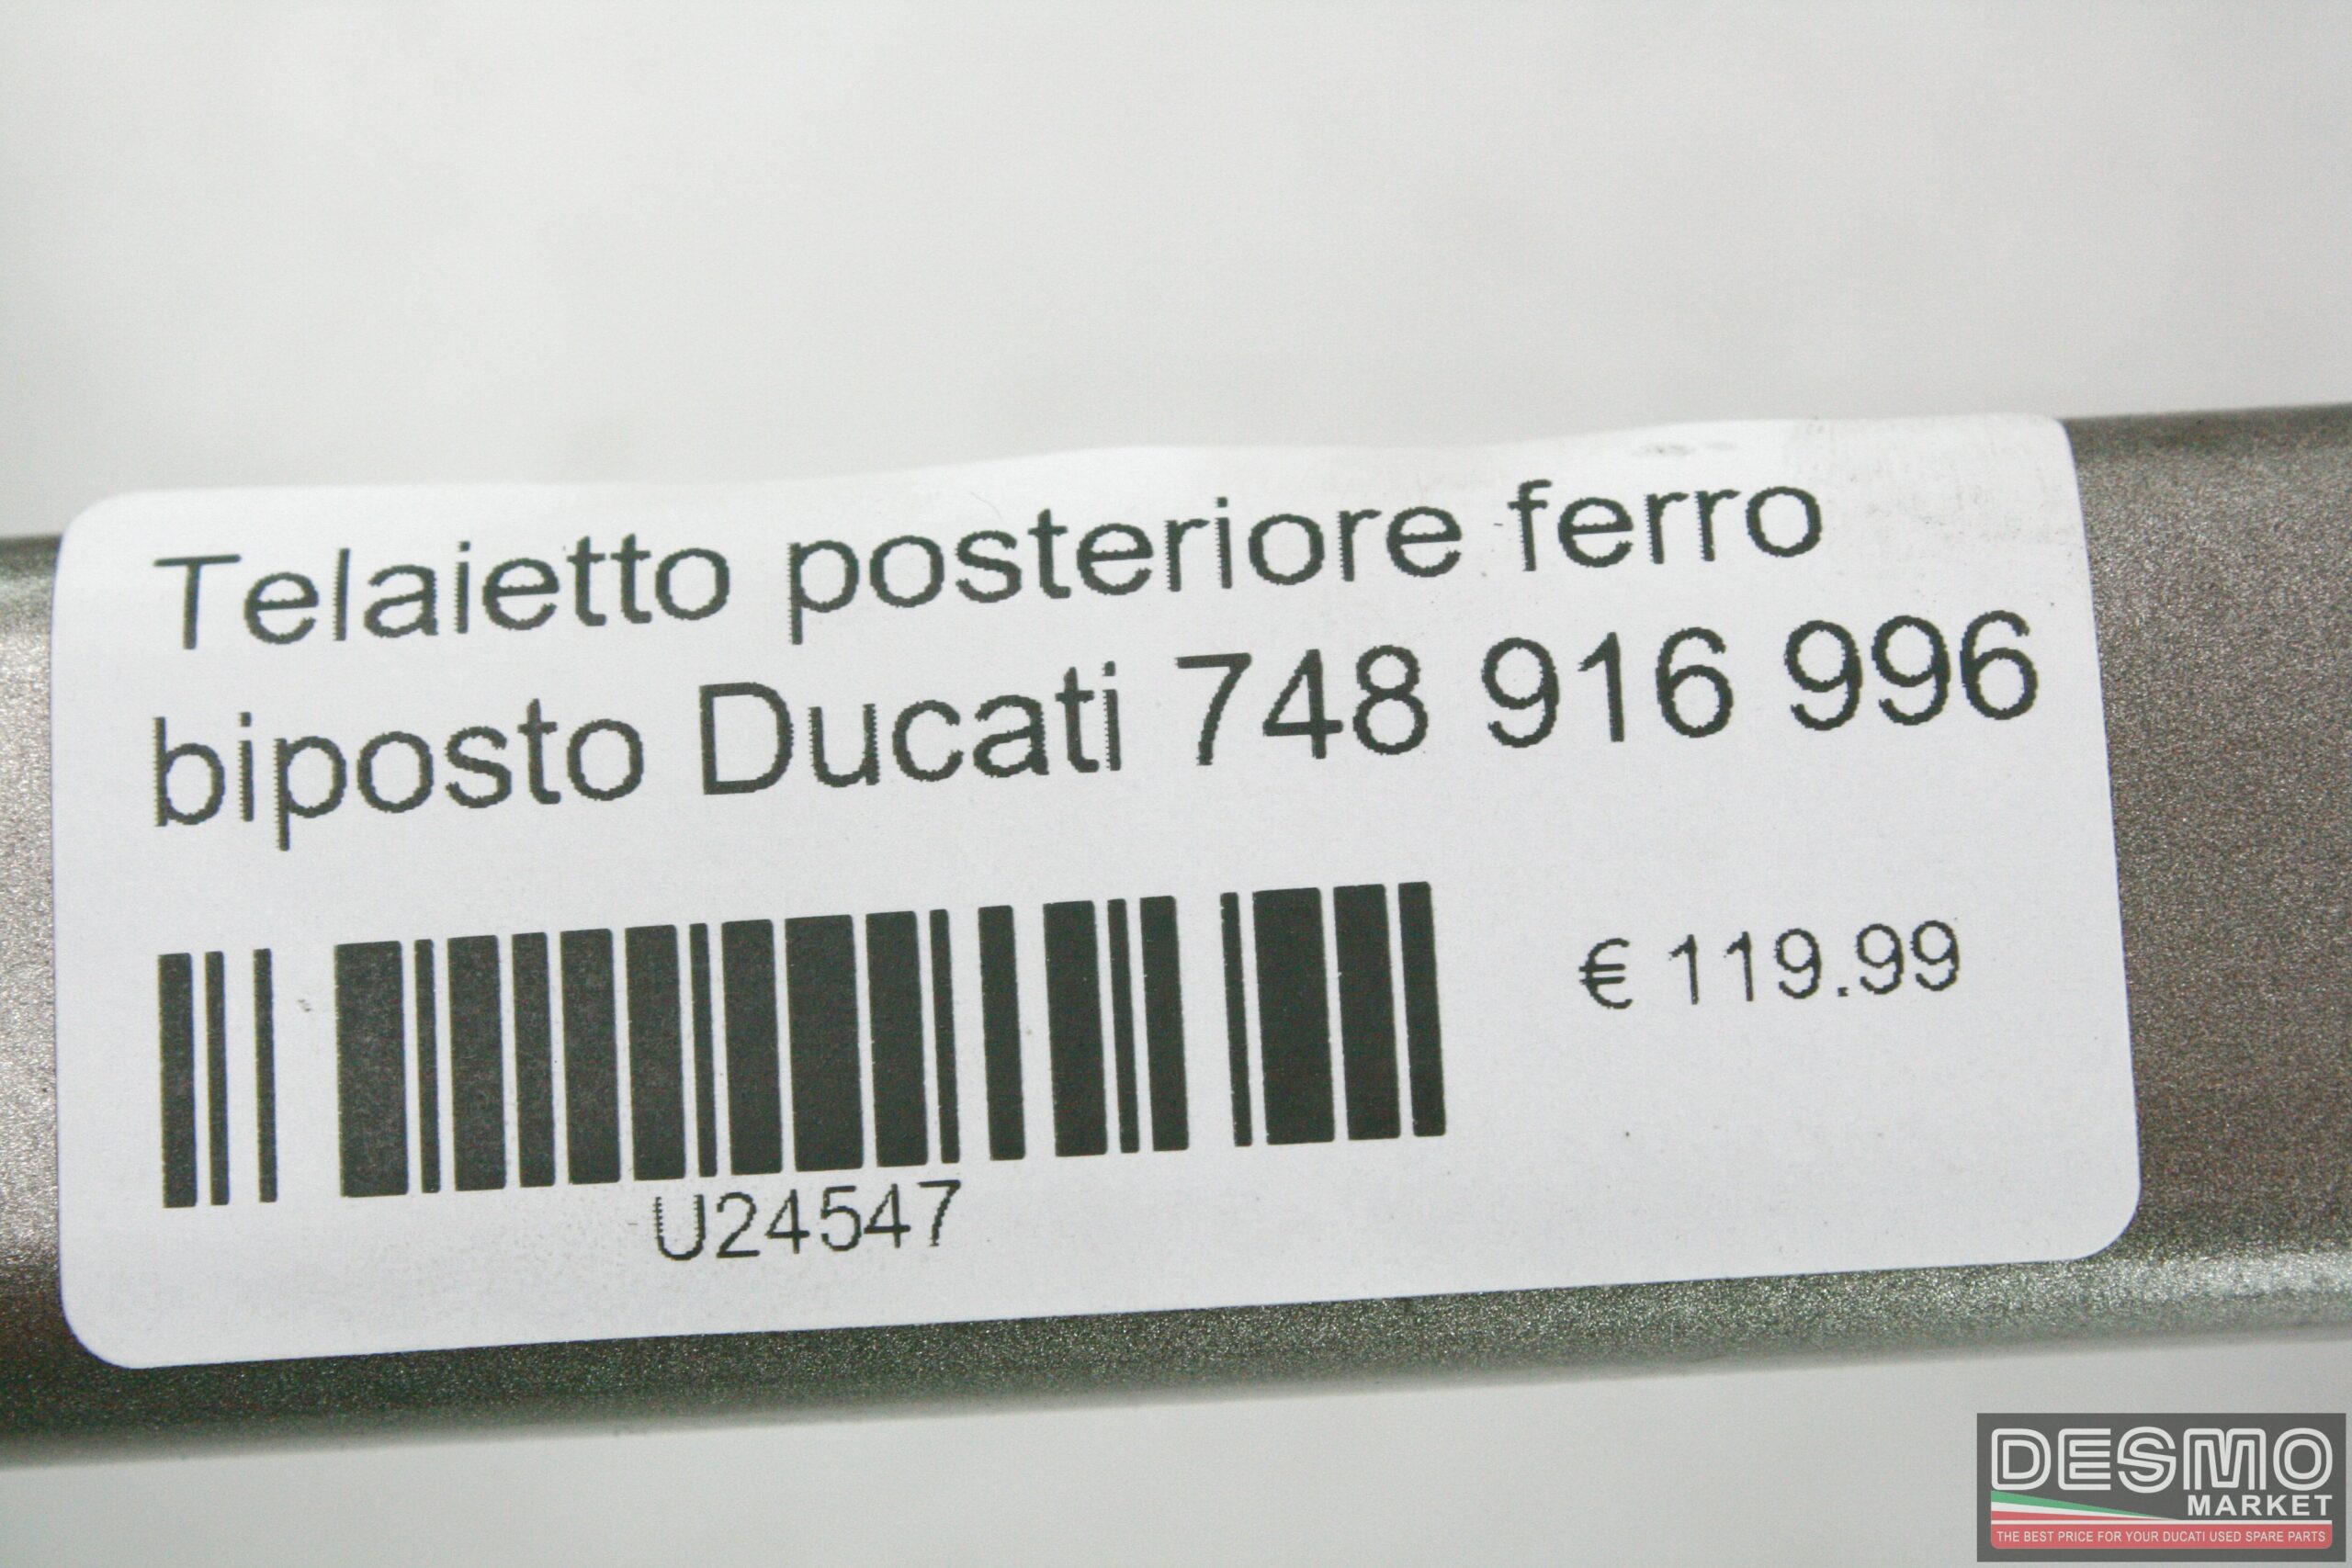 Telaietto posteriore ferro
biposto Ducati 748 916 996
€ 119.99
U24547
DESMO
MARKET
THE BEST PRICE FOR YOUR DUCATI USED SPARE PARTS